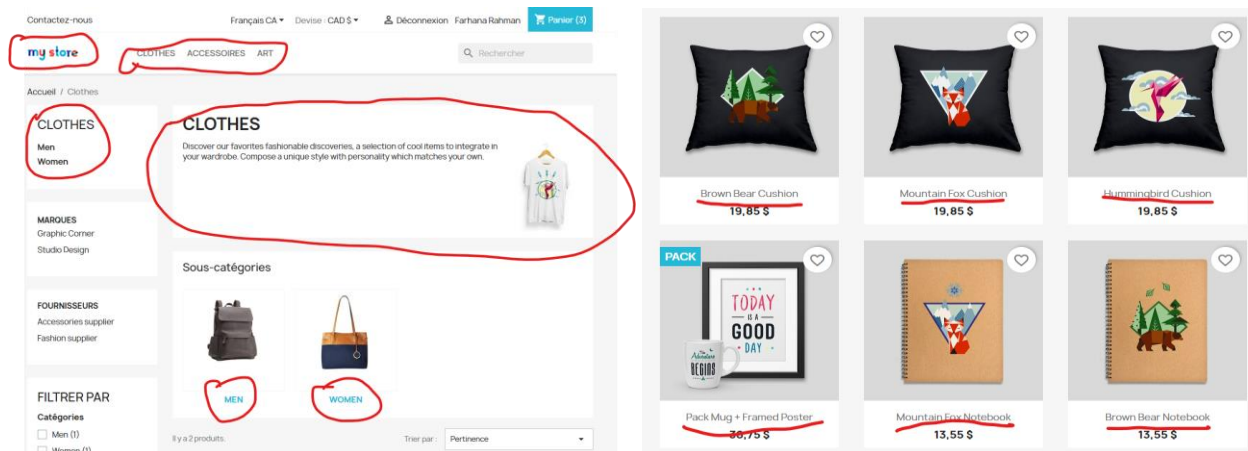 Contactez-nous
Français CA
Devise : CAD $
Déconnexion
Farhana Rahman
Panier (3)
my store
CLOTHES ACCESSOIRES ART
Rechercher
Accueil / Clothes
CLOTHES
Men
Women
MARQUES
Graphic Corner
Studio Design
FOURNISSEURS
Accessories supplier
Fashion supplier
FILTRER PAR
Catégories
Men (1)
Women (1)
CLOTHES
Discover our favorites fashionable discoveries, a selection of cool items to integrate in
your wardrobe. Compose a unique style with personality which matches your own.
Sous-catégories
MEN
WOMEN
Il y a 2 produits.
Trier par :
Pertinence
Brown Bear Cushion
19,85 $
Mountain Fox Cushion
19,85 $
Hummingbird Cushion
19,85 $
PACK
TODAY
IS A
GOOD
DAY
The
Adventure
BEGINS
Pack Mug + Framed Poster
36,75 $
Mountain Fox Notebook
13,55 $
Brown Bear Notebook
13,55 $